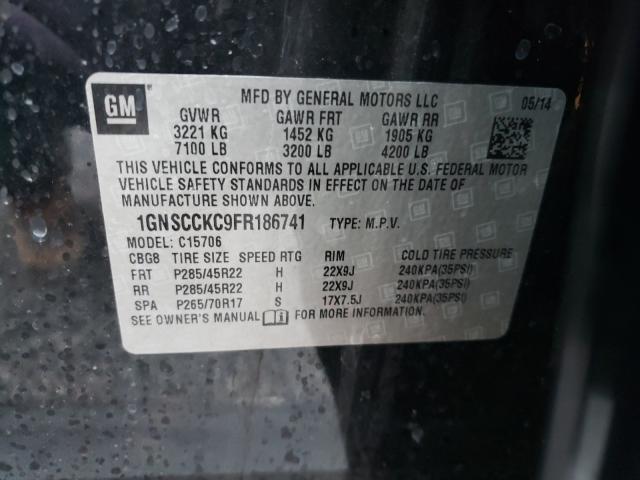 GM
MFD BY GENERAL MOTORS LLC 05/14
GVWR GAWR FRT GAWR RR
3221 KG 1452 KG 1905 KG
7100 LB 3200 LB 4200 LB
THIS VEHICLE CONFORMS TO ALL APPLICABLE U.S. FEDERAL MOTOR
VEHICLE SAFETY STANDARDS IN EFFECT ON THE DATE OF
MANUFACTURE SHOWN ABOVE.
1GNSCCKC9FR186741 TYPE: M.P.V.
MODEL: C15706
CBG8 TIRE SIZE SPEED RTG RIM COLD TIRE PRESSURE
FRT P285/45R22 H 22X9J 240KPA(35PSI)
RR P285/45R22 H 22X9J 240KPA(35PSI)
SPA P265/70R17 S 17X7.5J 240KPA(35PSI)
SEE OWNER'S MANUAL FOR MORE INFORMATION.